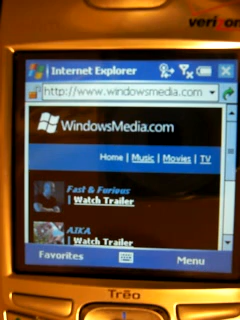 verizon
Internet Explorer
http://www.windowsmedia.com
WindowsMedia.com
Home | Music | Movies | TV
Fast & Furious
| Watch Trailer
AIKA
| Watch Trailer
Favorites
Menu
Treo